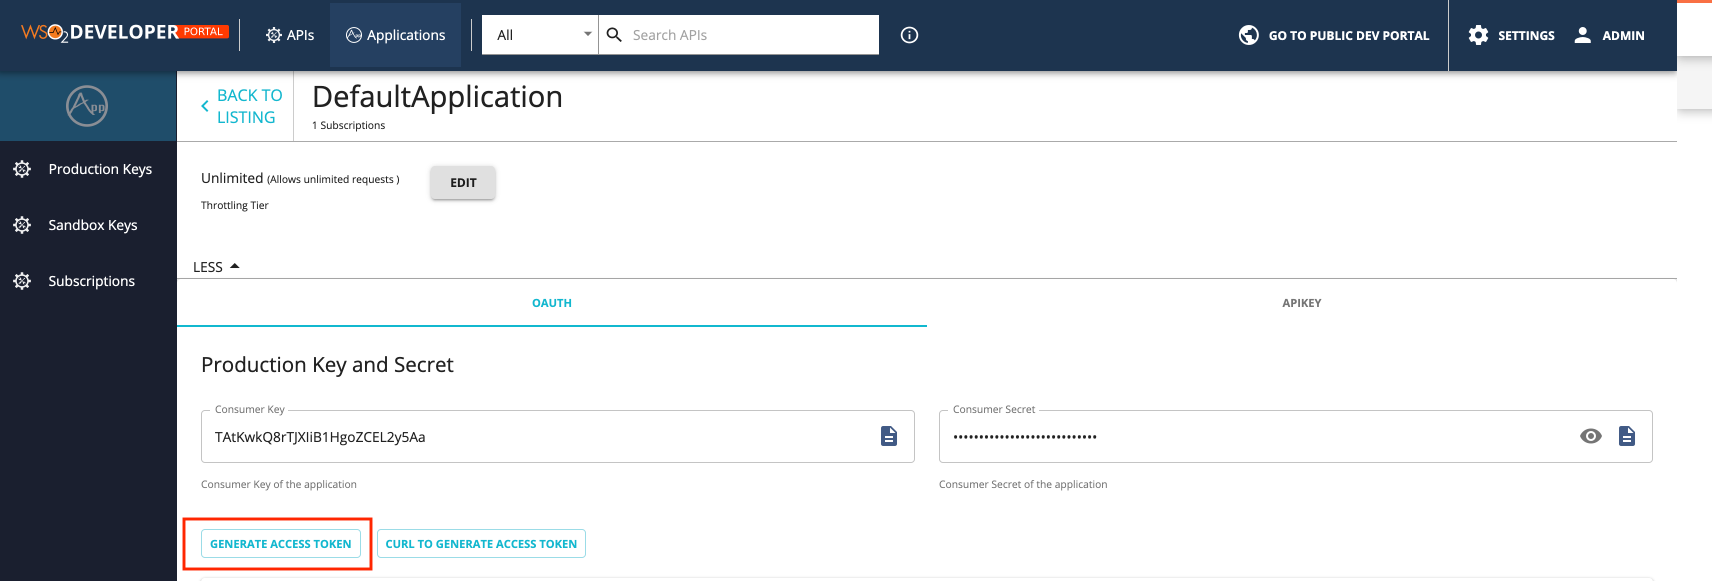 WSO2 DEVELOPER PORTAL
APIs
Applications
All
Search APIs
GO TO PUBLIC DEV PORTAL
SETTINGS
ADMIN
App
BACK TO
LISTING
DefaultApplication
1 Subscriptions
Production Keys
Sandbox Keys
Subscriptions
Unlimited (Allows unlimited requests )
EDIT
Throttling Tier
LESS
OAUTH
APIKEY
Production Key and Secret
Consumer Key
TAtKwkQ8rTJXIiB1HgoZCEL2y5Aa
Consumer Key of the application
Consumer Secret
••••••••••••••••••••••••••••
Consumer Secret of the application
GENERATE ACCESS TOKEN
CURL TO GENERATE ACCESS TOKEN